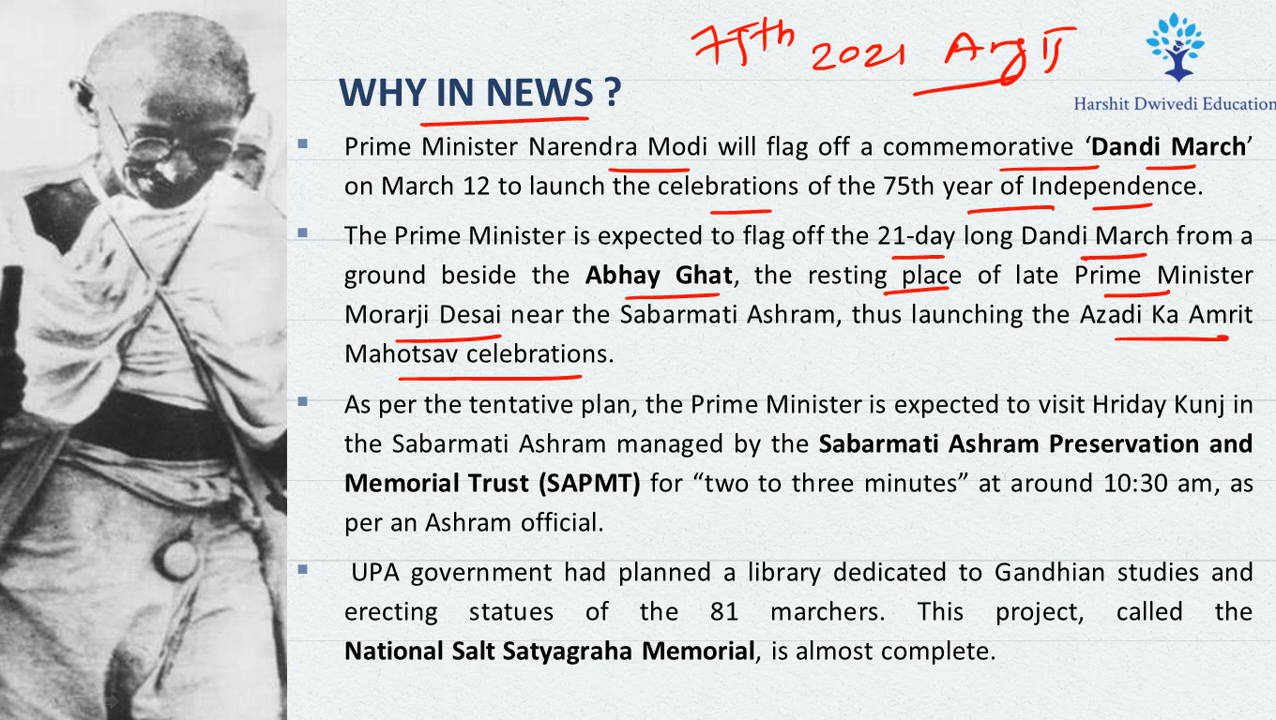 75th 2021 Aug 15
Harshit Dwivedi Education
WHY IN NEWS ?
▪ Prime Minister Narendra Modi will flag off a commemorative ‘Dandi March’
on March 12 to launch the celebrations of the 75th year of Independence.
▪ The Prime Minister is expected to flag off the 21-day long Dandi March from a
ground beside the Abhay Ghat, the resting place of late Prime Minister
Morarji Desai near the Sabarmati Ashram, thus launching the Azadi Ka Amrit
Mahotsav celebrations.
▪ As per the tentative plan, the Prime Minister is expected to visit Hriday Kunj in
the Sabarmati Ashram managed by the Sabarmati Ashram Preservation and
Memorial Trust (SAPMT) for “two to three minutes” at around 10:30 am, as
per an Ashram official.
▪ UPA government had planned a library dedicated to Gandhian studies and
erecting statues of the 81 marchers. This project, called the
National Salt Satyagraha Memorial, is almost complete.